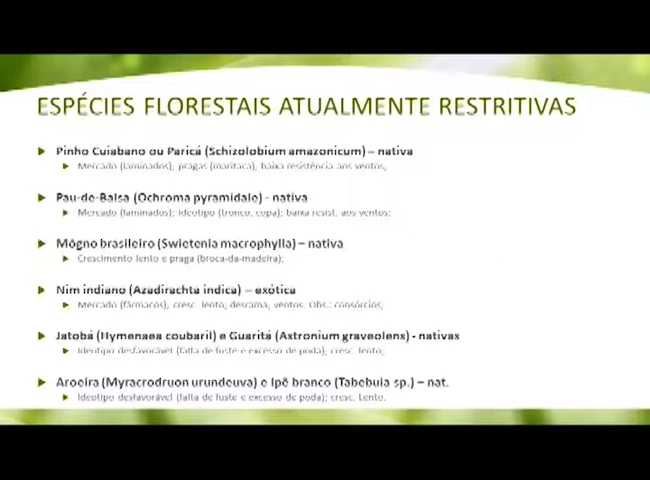 ESPÉCIES FLORESTAIS ATUALMENTE RESTRITIVAS
Pinho Cuiabano ou Paricá (Schizolobium amazonicum) – nativa
Mercado (laminados); pragas (maritaca); baixa resistência aos ventos;
Pau-de-Balsa (Ochroma pyramidale) - nativa
Mercado (laminados); ideotipo (tronco, copa); baixa resist. aos ventos;
Mógno brasileiro (Swietenia macrophylla) – nativa
Crescimento lento e praga (broca-da-madeira);
Nim indiano (Azadirachta indica) – exótica
Mercado (fármacos), cresc. lento, desrama, ventos. Obs.: consórcios;
Jatobá (Hymenaea coubaril) e Guaritá (Astronium graveolens) - nativas
Ideotipo desfavorável (falta de fuste e excesso de poda); cresc. lento;
Aroeira (Myracrodruon urundeuva) e Ipê branco (Tabebuia sp.) – nat.
Ideotipo desfavorável (falta de fuste e excesso de poda); cresc. Lento.